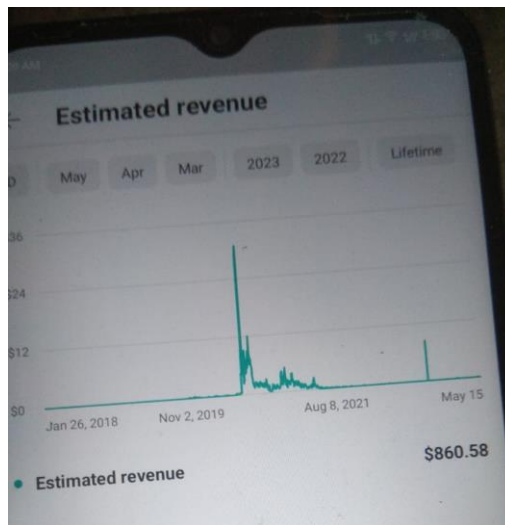 Estimated revenue
May Apr Mar 2023 2022 Lifetime
$24
$12
$0
Jan 26, 2018 Nov 2, 2019 Aug 8, 2021 May 15
Estimated revenue $860.58